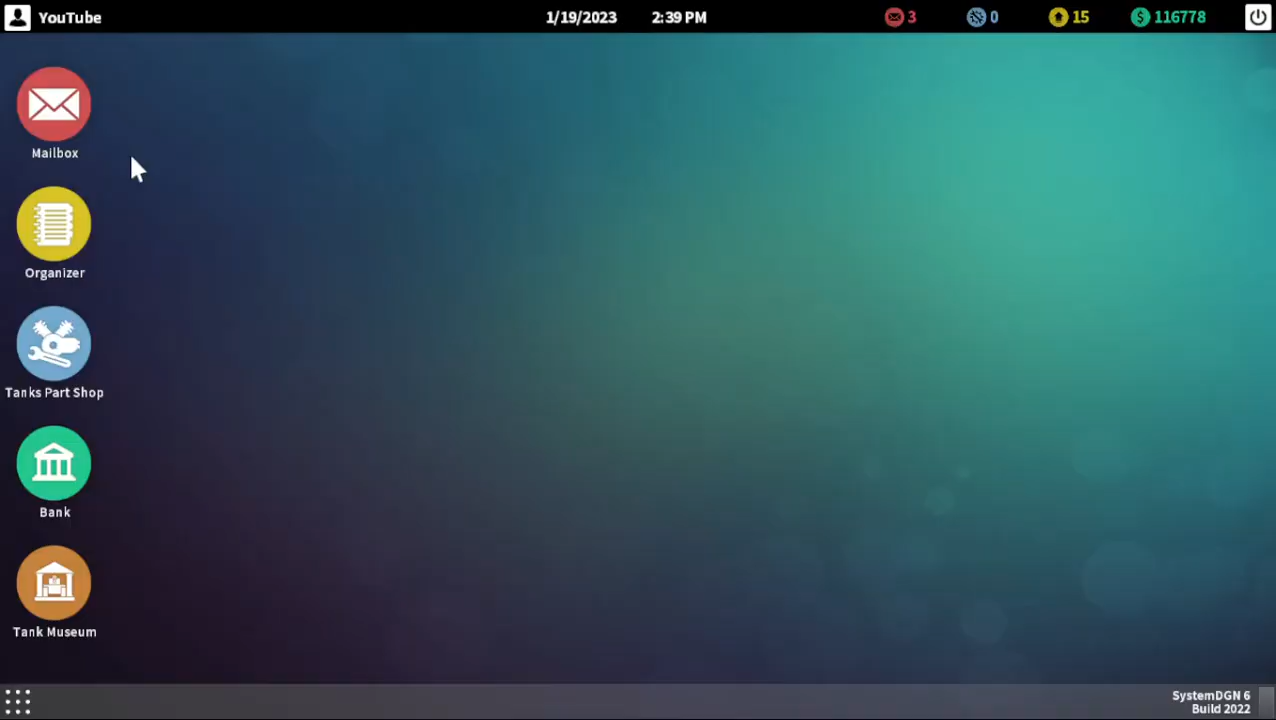 YouTube 1/19/2023 2:39 PM 3 0 15 116778
Mailbox
Organizer
Tanks Part Shop
Bank
Tank Museum
SystemDGN 6
Build 2022